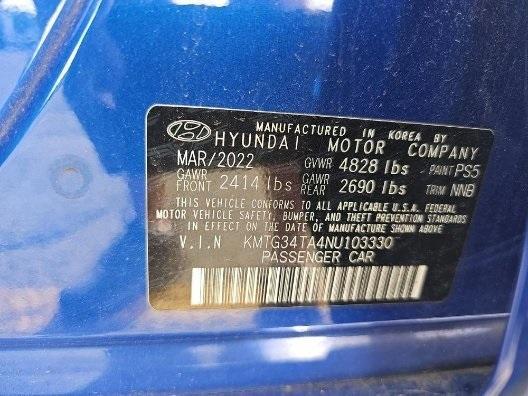 MANUFACTURED IN KOREA BY
HYUNDAI MOTOR COMPANY
MAR/2022 GVWR 4828 lbs PAINT PS5
GAWR FRONT 2414 lbs GAWR REAR 2690 lbs TRIM NNB
THIS VEHICLE CONFORMS TO ALL APPLICABLE U.S.A. FEDERAL
MOTOR VEHICLE SAFETY, BUMPER, AND THEFT PREVENTION STANDARDS
IN EFFECT ON THE DATE OF MANUFACTURE SHOWN ABOVE.
V.I.N KMTG34TA4NU103330
PASSENGER CAR